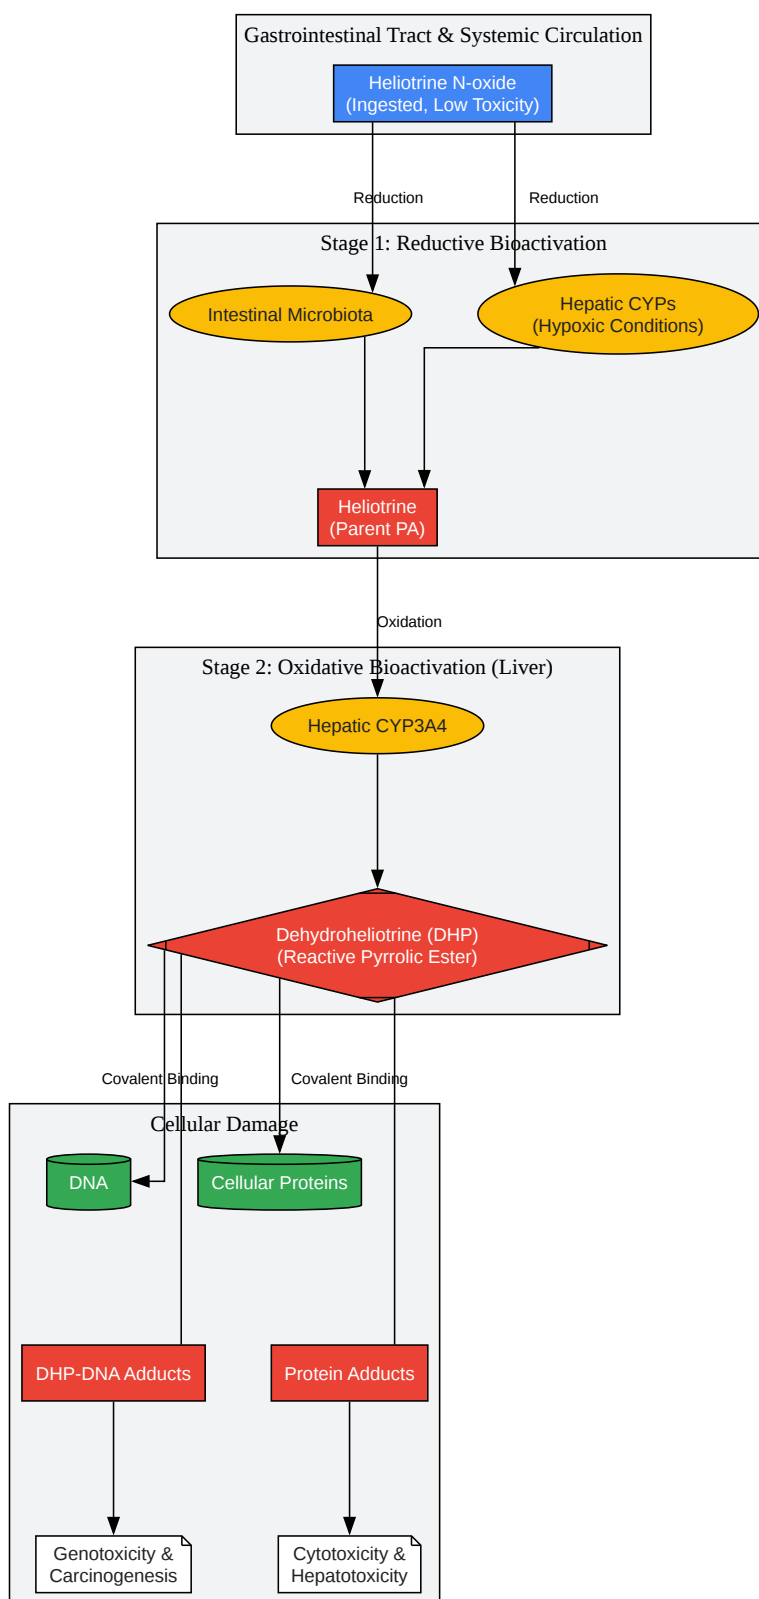 Gastrointestinal Tract & Systemic Circulation
Heliotrine N-oxide
(Ingested, Low Toxicity)
Reduction
Reduction
Stage 1: Reductive Bioactivation
Intestinal Microbiota
Hepatic CYPs
(Hypoxic Conditions)
Heliotrine
(Parent PA)
Oxidation
Stage 2: Oxidative Bioactivation (Liver)
Hepatic CYP3A4
Dehydroheliotrine (DHP)
(Reactive Pyrrolic Ester)
Covalent Binding
Covalent Binding
Cellular Damage
DNA
Cellular Proteins
DHP-DNA Adducts
Protein Adducts
Genotoxicity &
Carcinogenesis
Cytotoxicity &
Hepatotoxicity